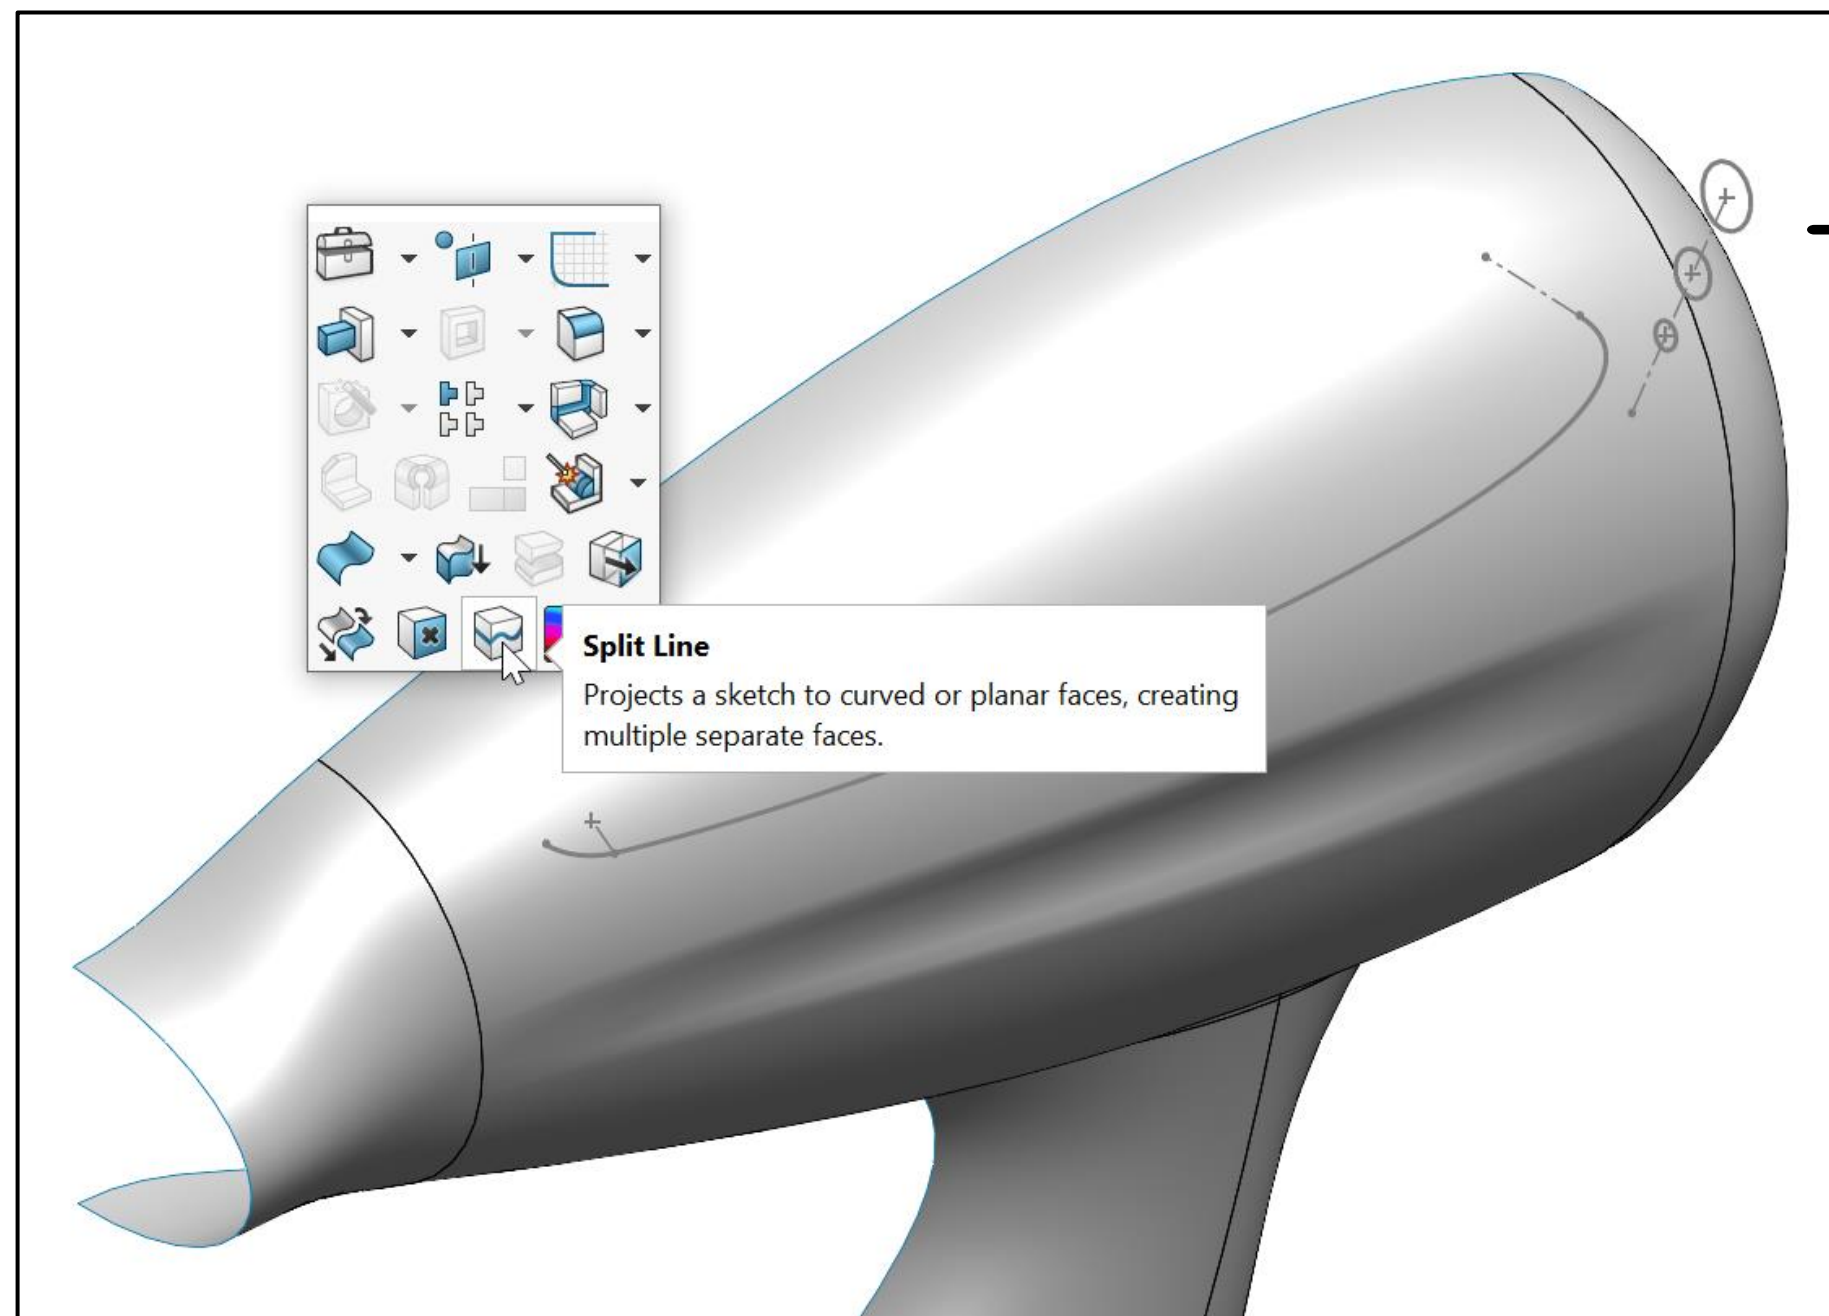 Split Line
Projects a sketch to curved or planar faces, creating
multiple separate faces.